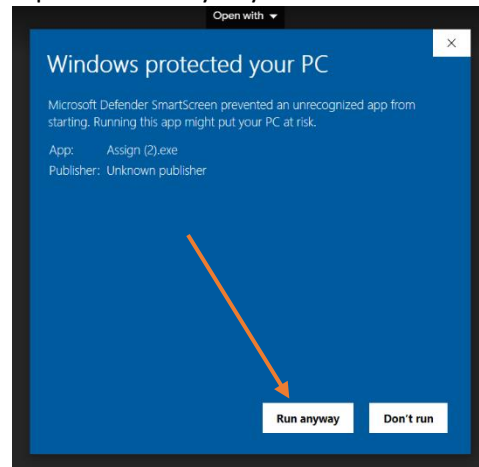 Open with
Windows protected your PC
Microsoft Defender SmartScreen prevented an unrecognized app from
starting. Running this app might put your PC at risk.
App: Assign (2).exe
Publisher: Unknown publisher
Run anyway Don't run